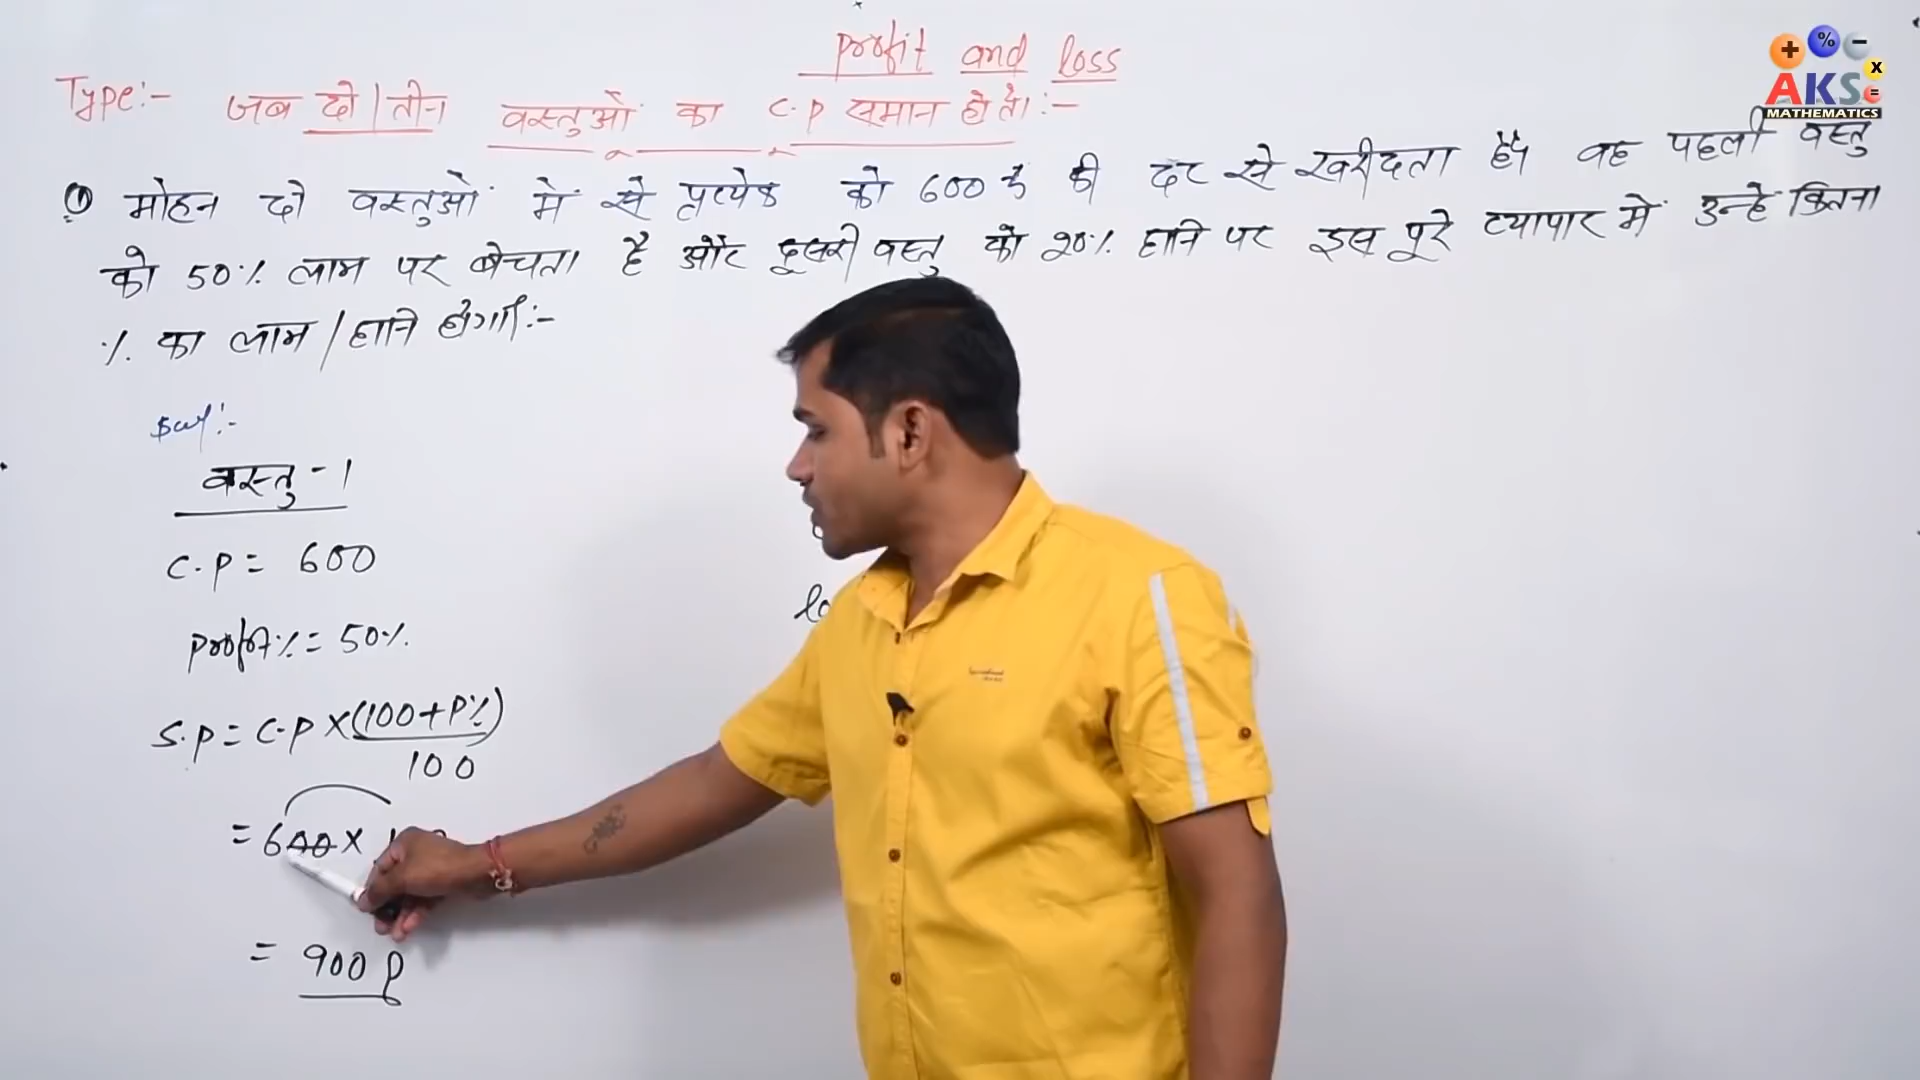 profit and loss
Type:- जब दो/तीन वस्तुओं का C.P समान होता:-
Q मोहन दो वस्तुओं में से प्रत्येक को 600 रु की दर से खरीदता है। वह पहली वस्तु
को 50% लाभ पर बेचता है और दूसरी वस्तु को 20% हानि पर इस पूरे व्यापार में उन्हे कितना
% का लाभ/हानि होगा:-
वस्तु-1
C.P = 600
profit% = 50%
S.P = C.P × (100+P%)
100
= 600 ×
= 900
AKS
MATHEMATICS